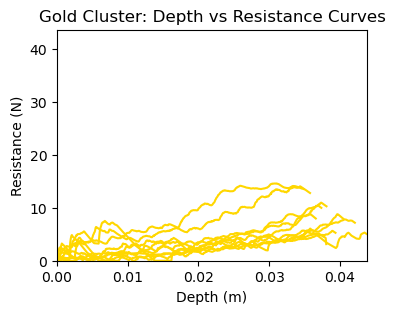 Gold Cluster: Depth vs Resistance Curves
Resistance (N)
40
30
20
10
0
0.00 0.01 0.02 0.03 0.04
Depth (m)